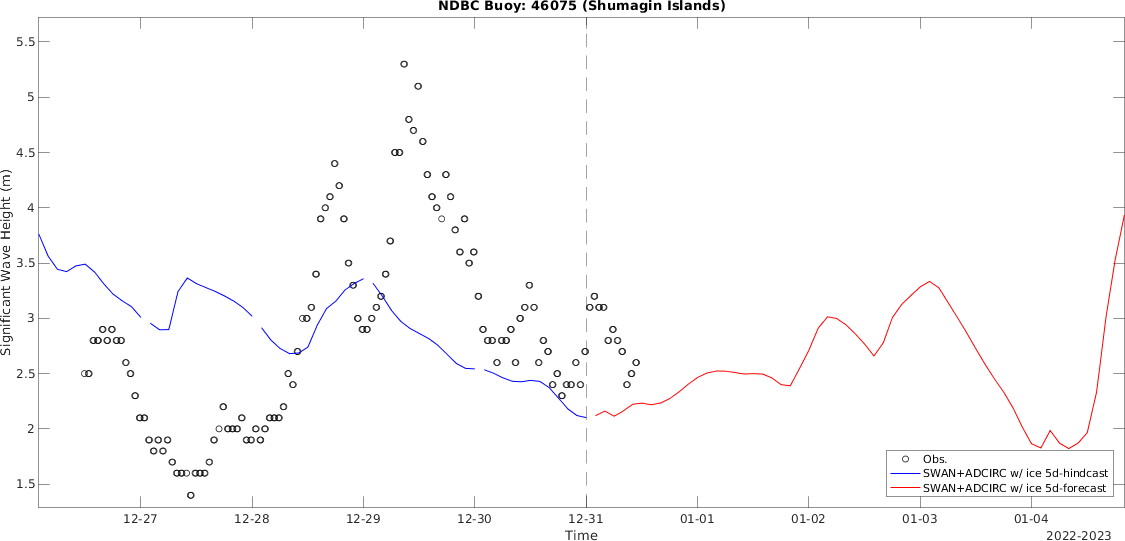 NDBC Buoy: 46075 (Shumagin Islands)
5.5
5
4.5
4
3.5
3
2.5
2
1.5
Significant Wave Height (m)
Obs.
SWAN+ADCIRC w/ ice 5d-hindcast
SWAN+ADCIRC w/ ice 5d-forecast
12-27 12-28 12-29 12-30 12-31 01-01 01-02 01-03 01-04
Time
2022-2023